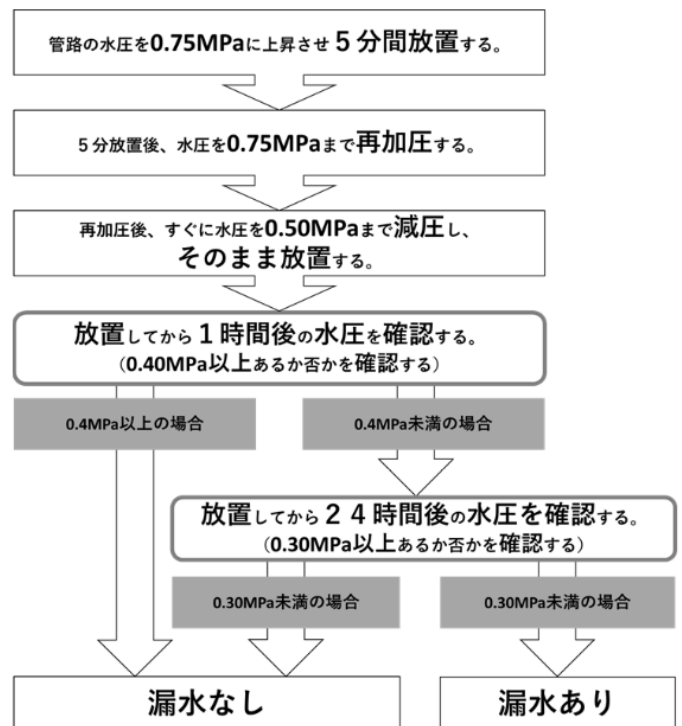 管路の水圧を0.75MPaに上昇させ５分間放置する。
５分放置後、水圧を0.75MPaまで再加圧する。
再加圧後、すぐに水圧を0.50MPaまで減圧し、
そのまま放置する。
放置してから１時間後の水圧を確認する。
（0.40MPa以上あるか否かを確認する）
0.4MPa以上の場合
0.4MPa未満の場合
放置してから２４時間後の水圧を確認する。
（0.30MPa以上あるか否かを確認する）
0.30MPa未満の場合
0.30MPa未満の場合
漏水なし
漏水あり